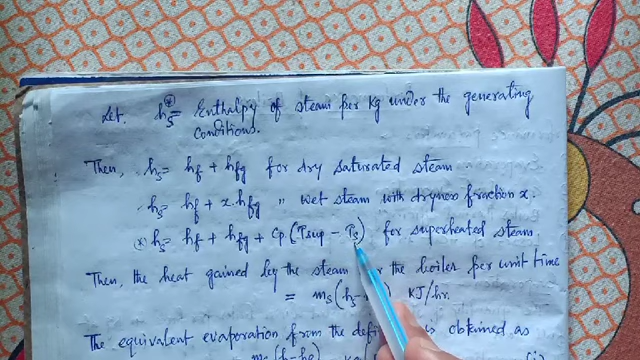 Let. hs = Enthalpy of steam per kg under the generating
conditions.
Then, hs = hf + hfg for dry saturated steam
hs = hf + x.hfg " wet steam with dryness fraction x.
(*) hs = hf + hfg + Cp (Tsup - Ts) for superheated steam.
Then, the heat gained by the steam the boiler per unit time
= ms (hs - KJ/hr.
The equivalent evaporation from the is obtained as